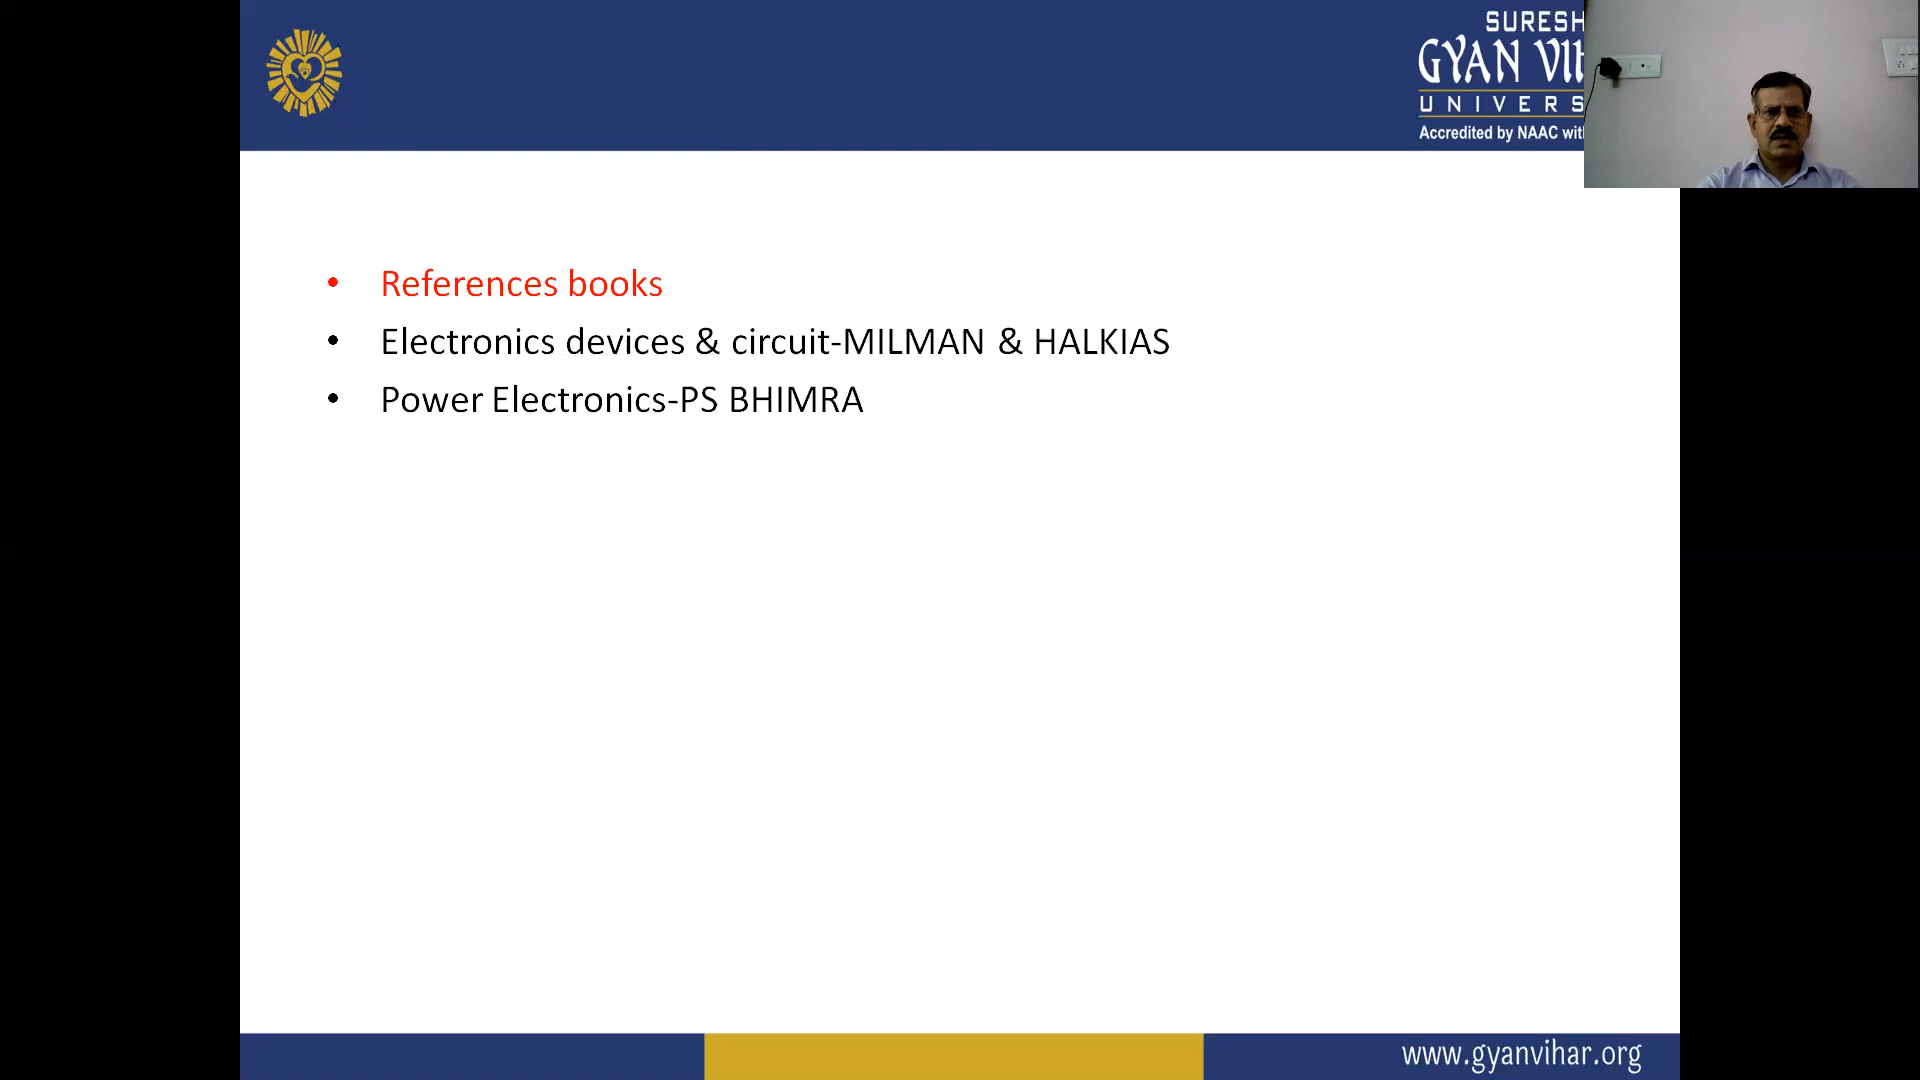 SURESH
GYAN VI
UNIVERS
Accredited by NAAC wit
• References books
• Electronics devices & circuit-MILMAN & HALKIAS
• Power Electronics-PS BHIMRA
www.gyanvihar.org